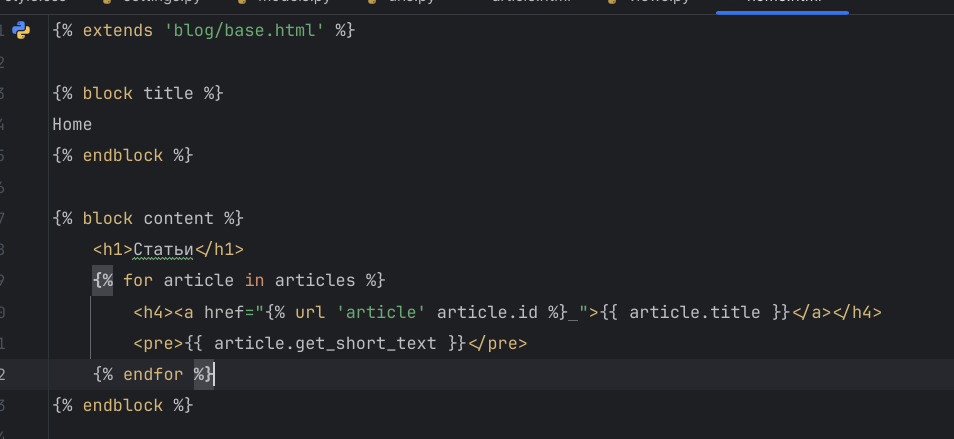 {% extends 'blog/base.html' %}
{% block title %}
Home
{% endblock %}
{% block content %}
<h1>Статьи</h1>
{% for article in articles %}
<h4><a href="{% url 'article' article.id %}_">{{ article.title }}</a></h4>
<pre>{{ article.get_short_text }}</pre>
{% endfor %}
{% endblock %}